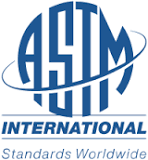 ASTM
INTERNATIONAL
Standards Worldwide